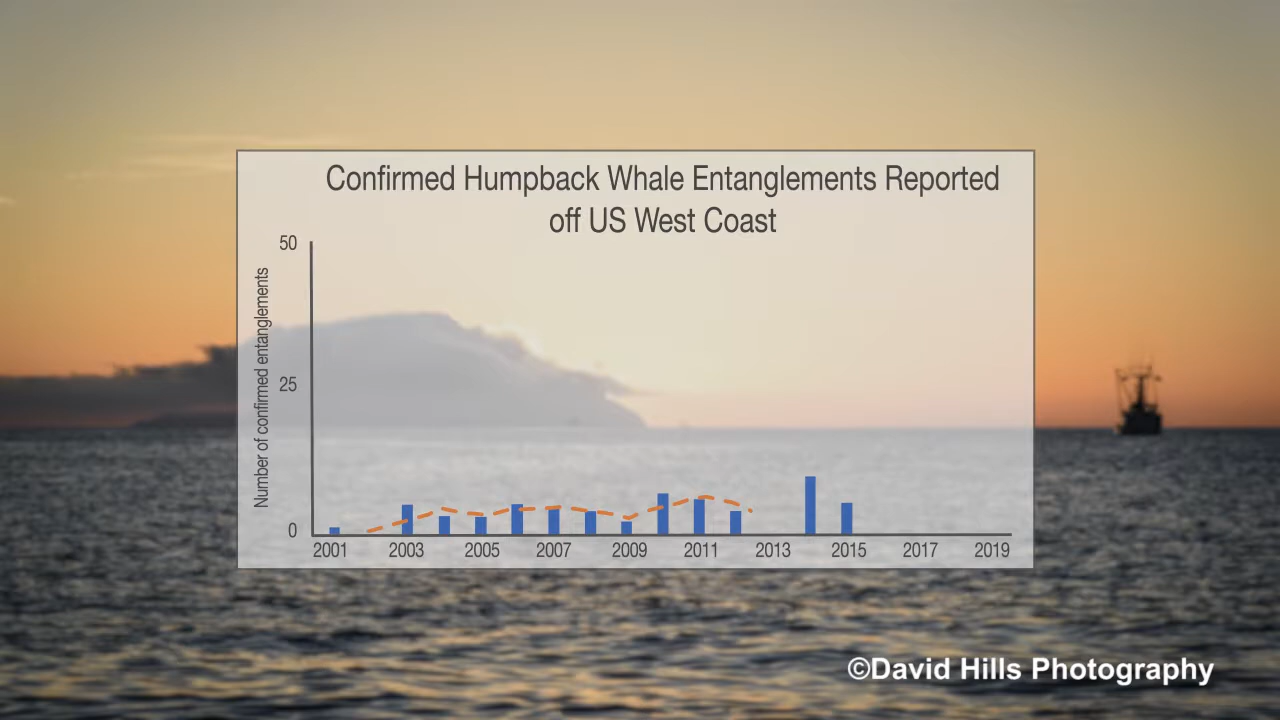 Confirmed Humpback Whale Entanglements Reported
off US West Coast
Number of confirmed entanglements
50
25
0
2001 2003 2005 2007 2009 2011 2013 2015 2017 2019
©David Hills Photography